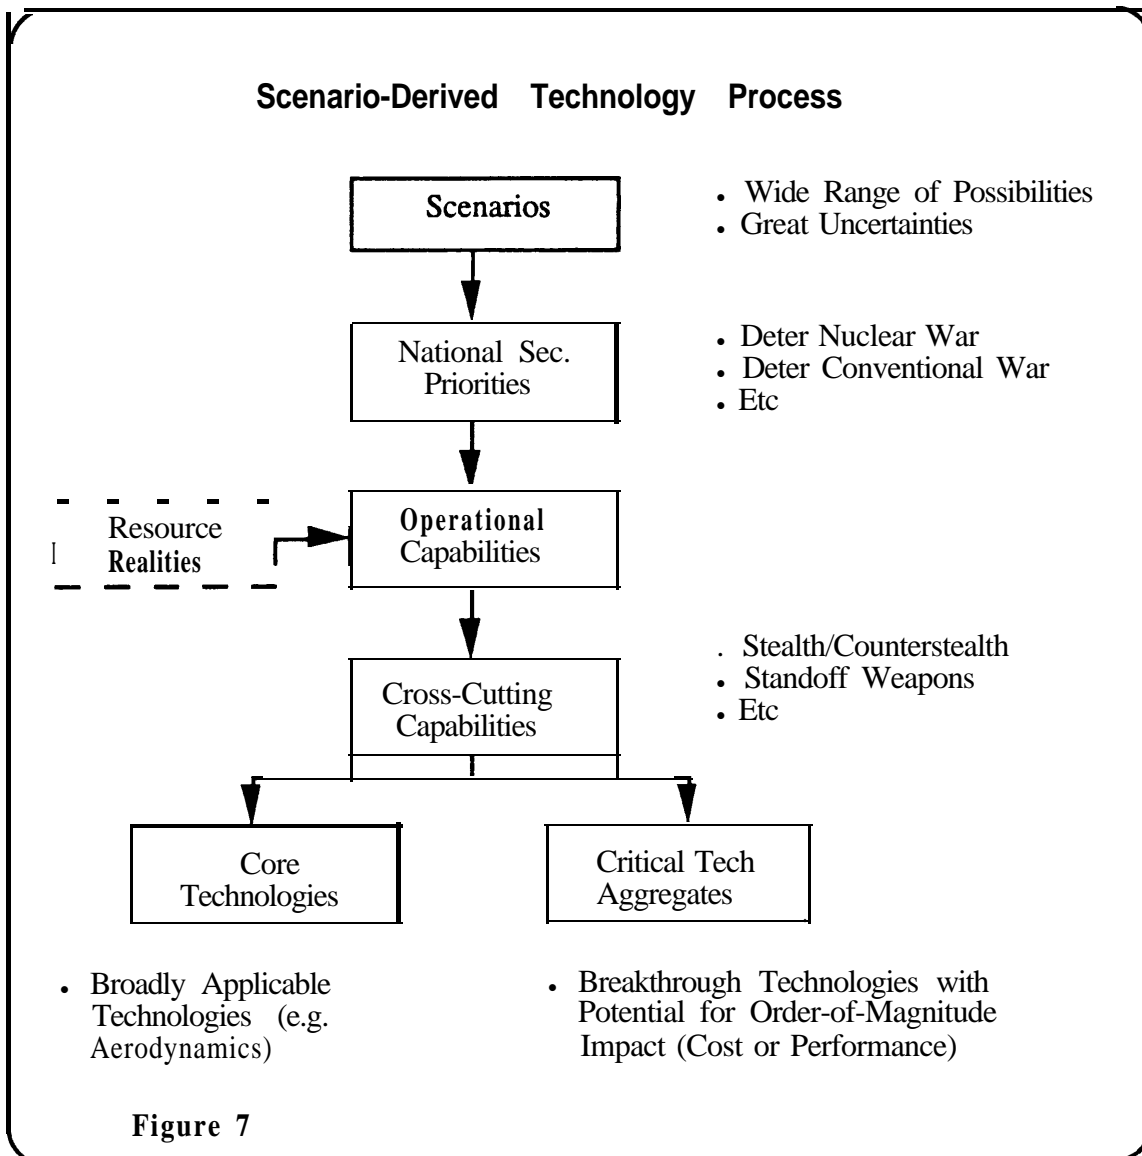 Scenario-Derived Technology Process
Scenarios
• Wide Range of Possibilities
• Great Uncertainties
National Sec.
Priorities
• Deter Nuclear War
• Deter Conventional War
• Etc
Resource
Realities
Operational
Capabilities
Cross-Cutting
Capabilities
. Stealth/Counterstealth
• Standoff Weapons
• Etc
Core
Technologies
Critical Tech
Aggregates
• Broadly Applicable
Technologies (e.g.
Aerodynamics)
• Breakthrough Technologies with
Potential for Order-of-Magnitude
Impact (Cost or Performance)
Figure 7